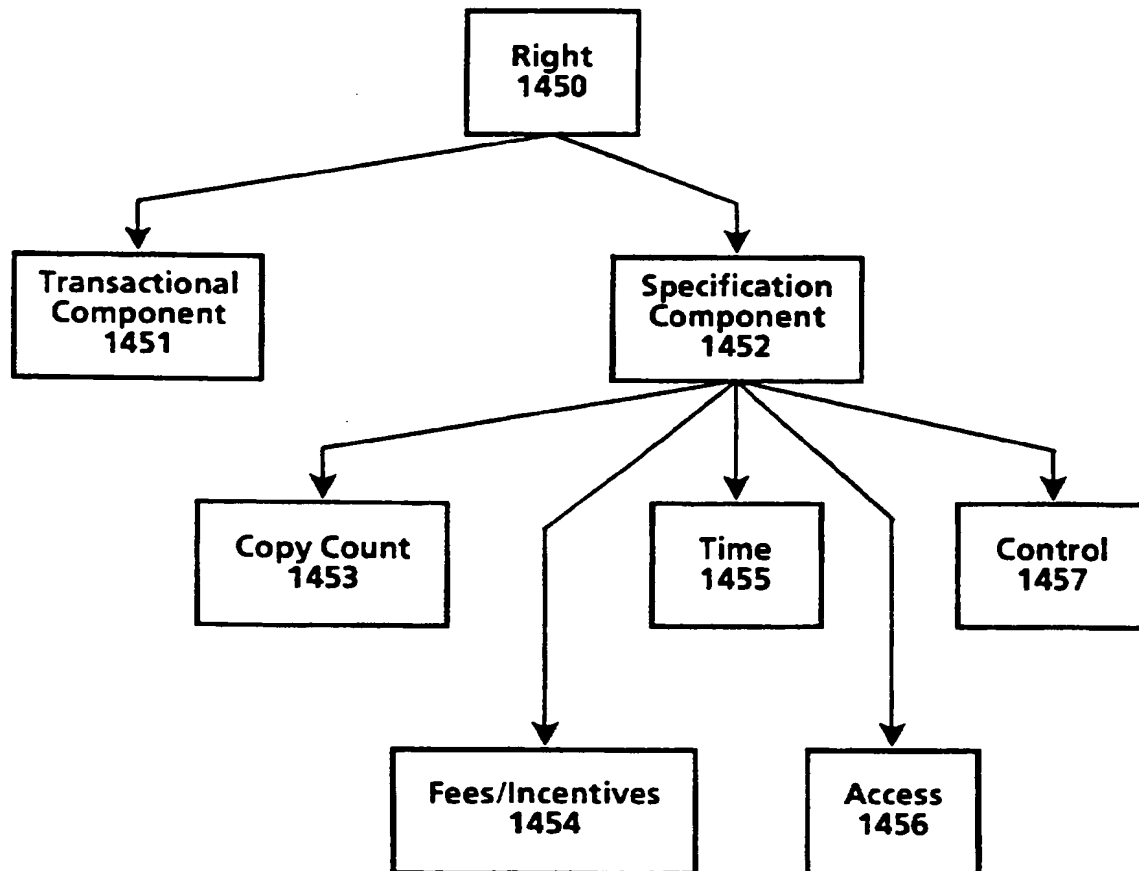 Right
1450
Transactional
Component
1451
Specification
Component
1452
Copy Count
1453
Time
1455
Control
1457
Fees/Incentives
1454
Access
1456